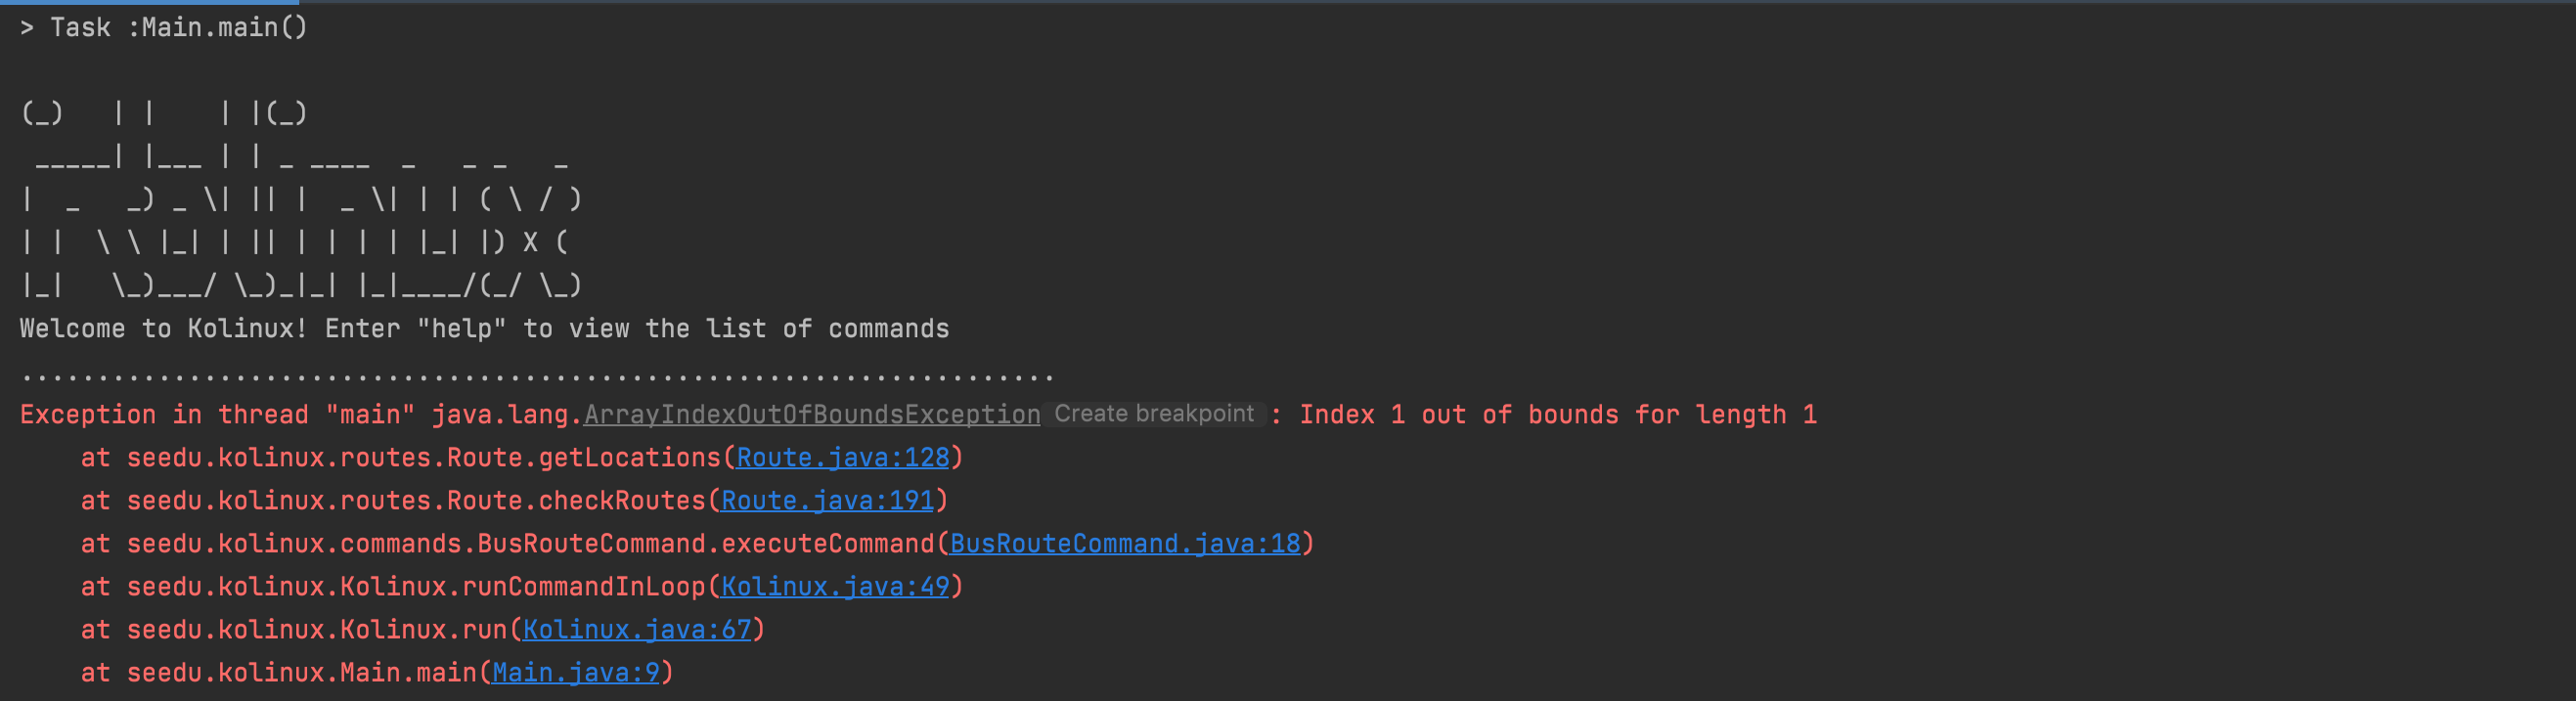 > Task :Main.main()
(_)   | |    | |(_)
 _____| |___ | | _ ____  _   _ _   _
|  _   _) _ \| || |  _ \| | | ( \ / )
| |  \ \ |_| | || | | | | |_| |) X (
|_|   \_)___/ \_)_|_| |_|____/(_/ \_)
Welcome to Kolinux! Enter "help" to view the list of commands
....................................................................
Exception in thread "main" java.lang.ArrayIndexOutOfBoundsException Create breakpoint : Index 1 out of bounds for length 1
    at seedu.kolinux.routes.Route.getLocations(Route.java:128)
    at seedu.kolinux.routes.Route.checkRoutes(Route.java:191)
    at seedu.kolinux.commands.BusRouteCommand.executeCommand(BusRouteCommand.java:18)
    at seedu.kolinux.Kolinux.runCommandInLoop(Kolinux.java:49)
    at seedu.kolinux.Kolinux.run(Kolinux.java:67)
    at seedu.kolinux.Main.main(Main.java:9)